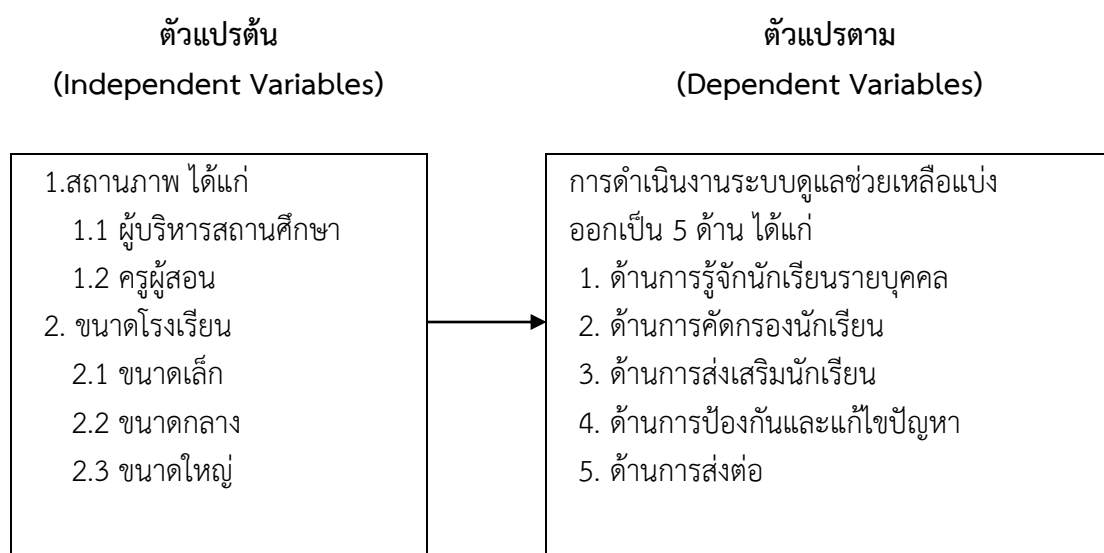 ตัวแปรต้น
(Independent Variables)
1.สถานภาพ ได้แก่
1.1 ผู้บริหารสถานศึกษา
1.2 ครูผู้สอน
2. ขนาดโรงเรียน
2.1 ขนาดเล็ก
2.2 ขนาดกลาง
2.3 ขนาดใหญ่
ตัวแปรตาม
(Dependent Variables)
การดำเนินงานระบบดูแลช่วยเหลือแบ่ง
ออกเป็น 5 ด้าน ได้แก่
1. ด้านการรู้จักนักเรียนรายบุคคล
2. ด้านการคัดกรองนักเรียน
3. ด้านการส่งเสริมนักเรียน
4. ด้านการป้องกันและแก้ไขปัญหา
5. ด้านการส่งต่อ